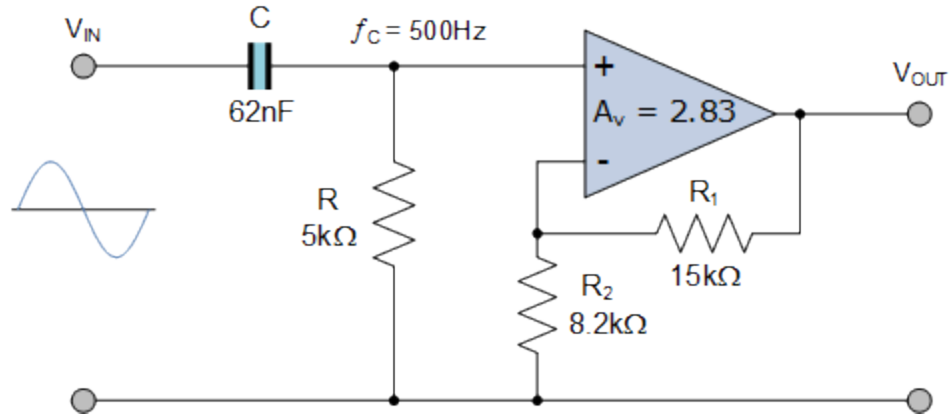 V_IN
C
f_C = 500Hz
62nF
+
A_v = 2.83
-
V_OUT
R
5kΩ
R_1
15kΩ
R_2
8.2kΩ